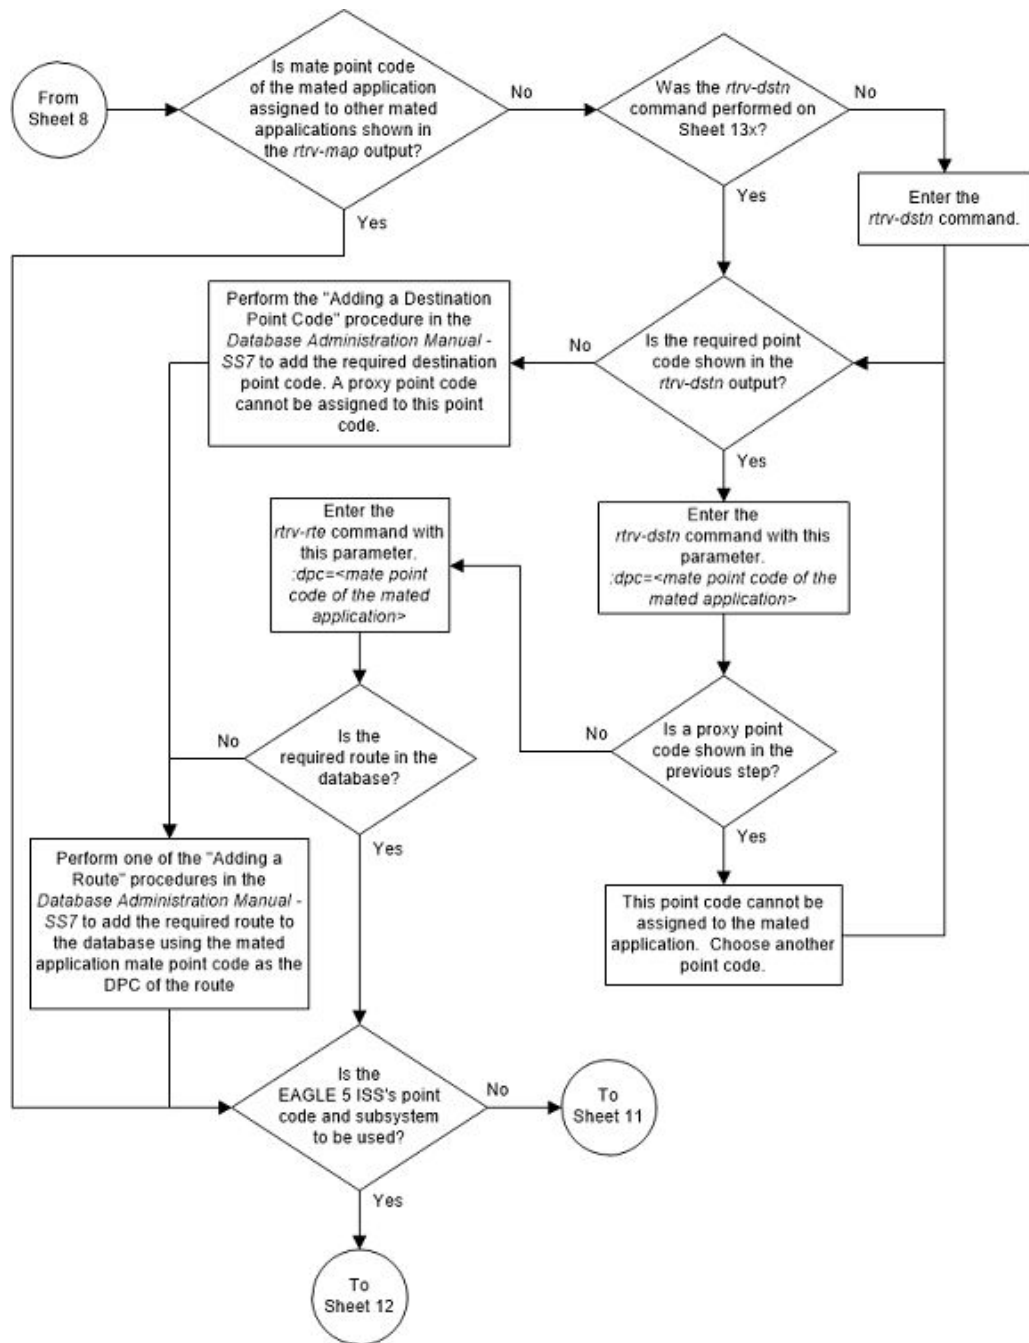 From
Sheet 8
Is mate point code
of the mated application
assigned to other mated
appalications shown in
the rtrv-map output?
No
Yes
Was the rtrv-dstn
command performed on
Sheet 13x?
No
Yes
Enter the
rtrv-dstn command.
Perform the "Adding a Destination
Point Code" procedure in the
Database Administration Manual -
SS7 to add the required destination
point code. A proxy point code
cannot be assigned to this point
code.
No
Is the required point
code shown in the
rtrv-dstn output?
Yes
Enter the
rtrv-rte command with
this parameter.
:dpc=<mate point
code of the mated
application>
Enter the
rtrv-dstn command with this
parameter.
:dpc=<mate point code of the
mated application>
No
Is the
required route in the
database?
Yes
No
Is a proxy point
code shown in the
previous step?
Yes
Perform one of the "Adding a
Route" procedures in the
Database Administration Manual -
SS7 to add the required route to
the database using the mated
application mate point code as the
DPC of the route
This point code cannot be
assigned to the mated
application. Choose another
point code.
Is the
EAGLE 5 ISS's point
code and subsystem
to be used?
No
To
Sheet 11
Yes
To
Sheet 12